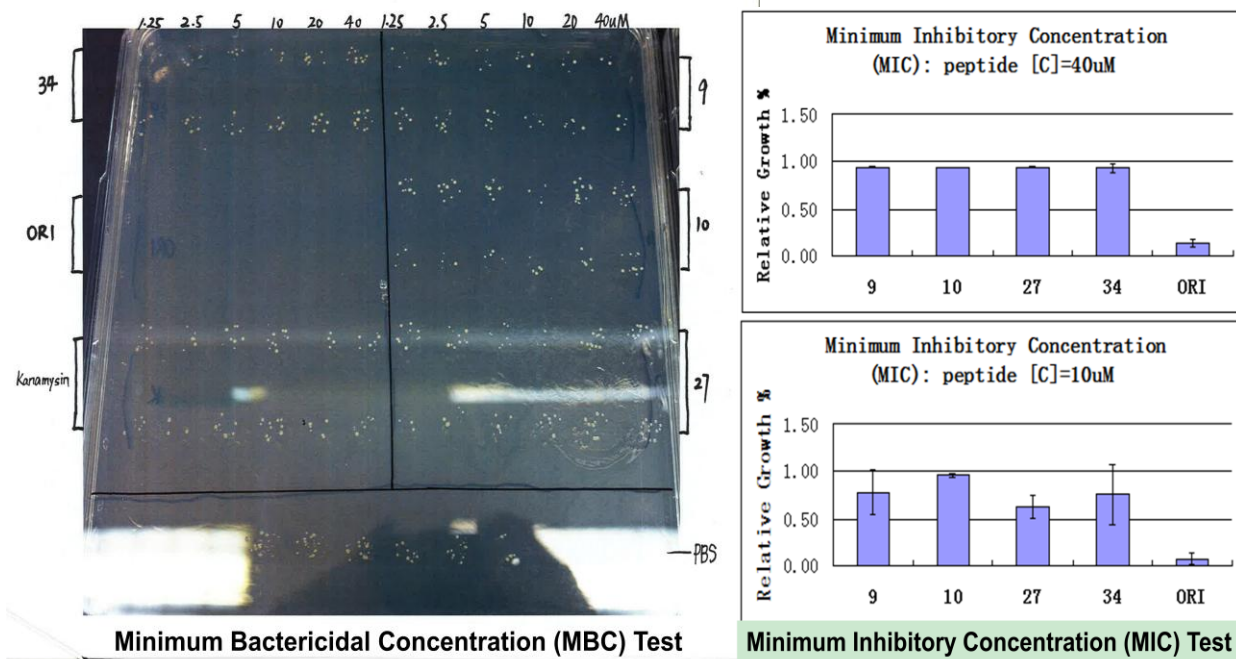 1.25 2.5 5 10 20 40 1.25 2.5 5 10 20 40uM
34
9
ORI
10
Kanamysin
27
PBS
Minimum Bactericidal Concentration (MBC) Test
Minimum Inhibitory Concentration
(MIC): peptide [C]=40uM
Relative Growth %
1.50
1.00
0.50
0.00
9 10 27 34 ORI
Minimum Inhibitory Concentration
(MIC): peptide [C]=10uM
Relative Growth %
1.50
1.00
0.50
0.00
9 10 27 34 ORI
Minimum Inhibitory Concentration (MIC) Test